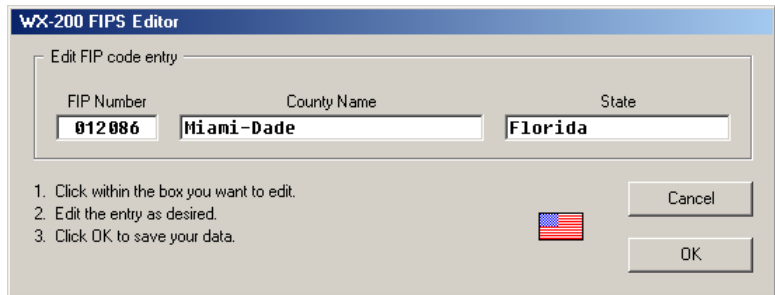 WX-200 FIPS Editor
Edit FIP code entry
FIP Number County Name State
012086 Miami-Dade Florida
1. Click within the box you want to edit.
2. Edit the entry as desired.
3. Click OK to save your data.
Cancel
OK